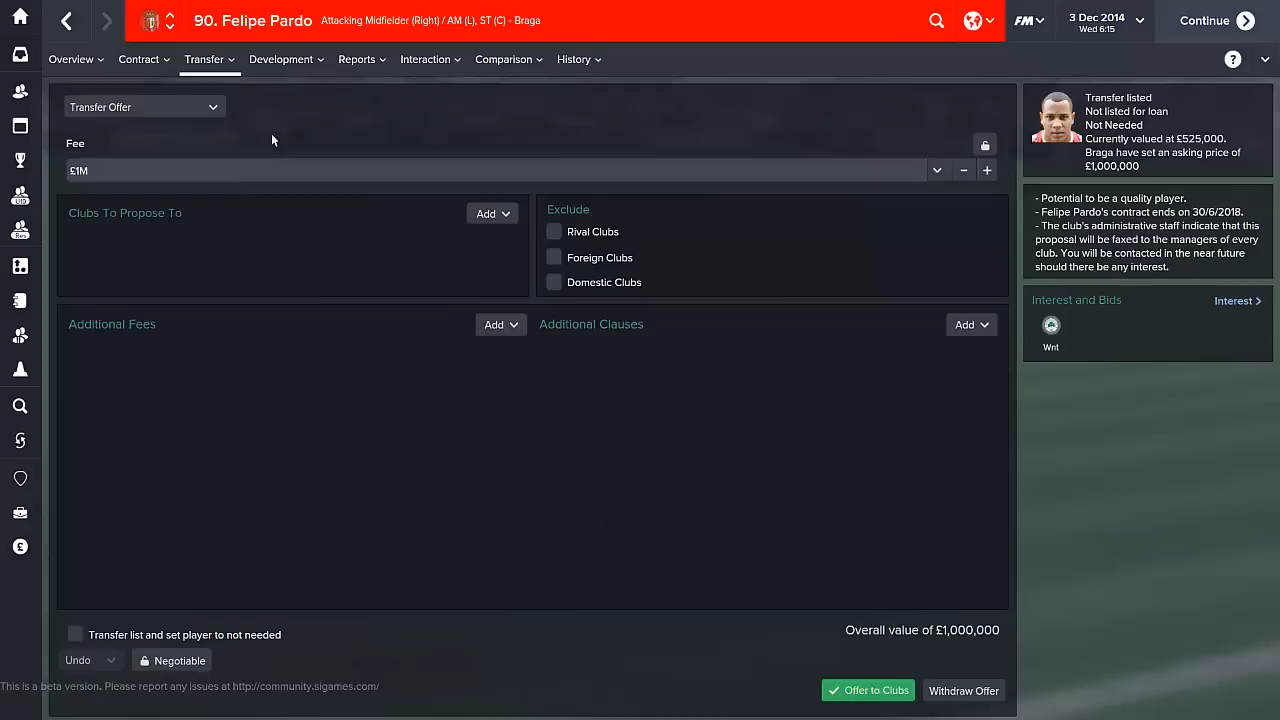 90. Felipe Pardo Attacking Midfielder (Right) / AM (L), ST (C) - Braga
FM
3 Dec 2014
Wed 6:15
Continue
Overview
Contract
Transfer
Development
Reports
Interaction
Comparison
History
?
Transfer Offer
Fee
£1M
Clubs To Propose To
Add
Exclude
Rival Clubs
Foreign Clubs
Domestic Clubs
Additional Fees
Add
Additional Clauses
Add
Transfer list and set player to not needed
Overall value of £1,000,000
Undo
Negotiable
This is a beta version. Please report any issues at http://community.sigames.com/
Offer to Clubs
Withdraw Offer
Transfer listed
Not listed for loan
Not Needed
Currently valued at £525,000.
Braga have set an asking price of
£1,000,000
- Potential to be a quality player.
- Felipe Pardo's contract ends on 30/6/2018.
- The club's administrative staff indicate that this
proposal will be faxed to the managers of every
club. You will be contacted in the near future
should there be any interest.
Interest and Bids
Interest >
Wnt